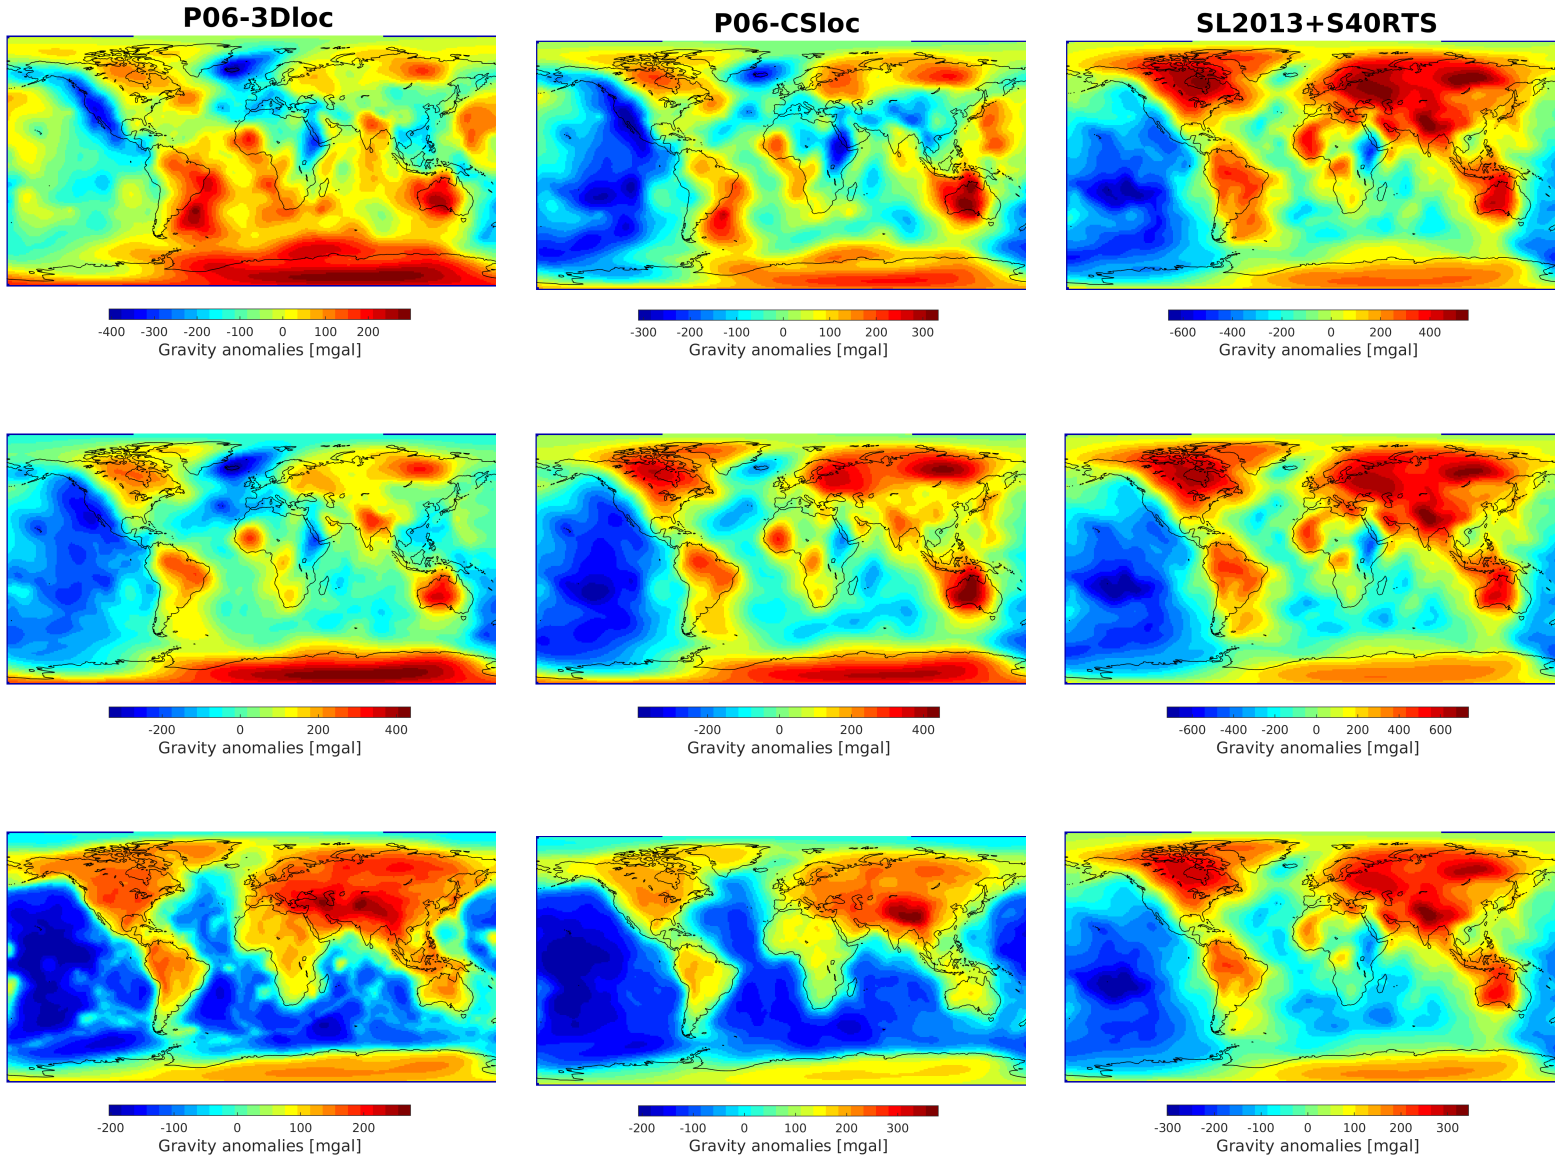 P06-3Dloc
P06-CSloc
SL2013+S40RTS
-400 -300 -200 -100 0 100 200
Gravity anomalies [mgal]
-300 -200 -100 0 100 200 300
Gravity anomalies [mgal]
-600 -400 -200 0 200 400
Gravity anomalies [mgal]
-200 0 200 400
Gravity anomalies [mgal]
-200 0 200 400
Gravity anomalies [mgal]
-600 -400 -200 0 200 400 600
Gravity anomalies [mgal]
-200 -100 0 100 200
Gravity anomalies [mgal]
-200 -100 0 100 200 300
Gravity anomalies [mgal]
-300 -200 -100 0 100 200 300
Gravity anomalies [mgal]